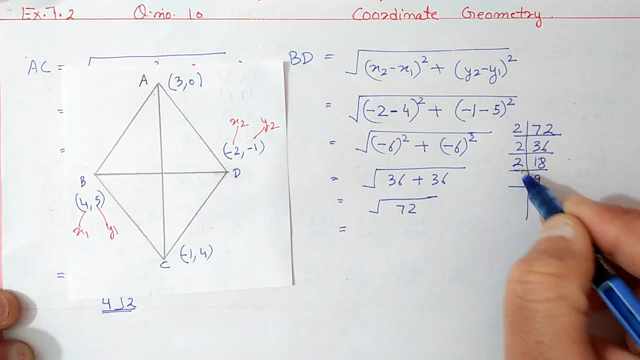 Ex.7.2 Q.no. 10 Coordinate Geometry
AC = √
BD = √(x2-x1)² + (y2-y1)²
= √(-2-4)² + (-1-5)²
= √(-6)² + (-6)²
= √36 + 36
= √72
=
2 72
2 36
2 18
9
A (3,0)
x2 y2
(-2,-1)
D
B
(4,5)
x1 y1
C (-1,4)
=
=
=
4√2